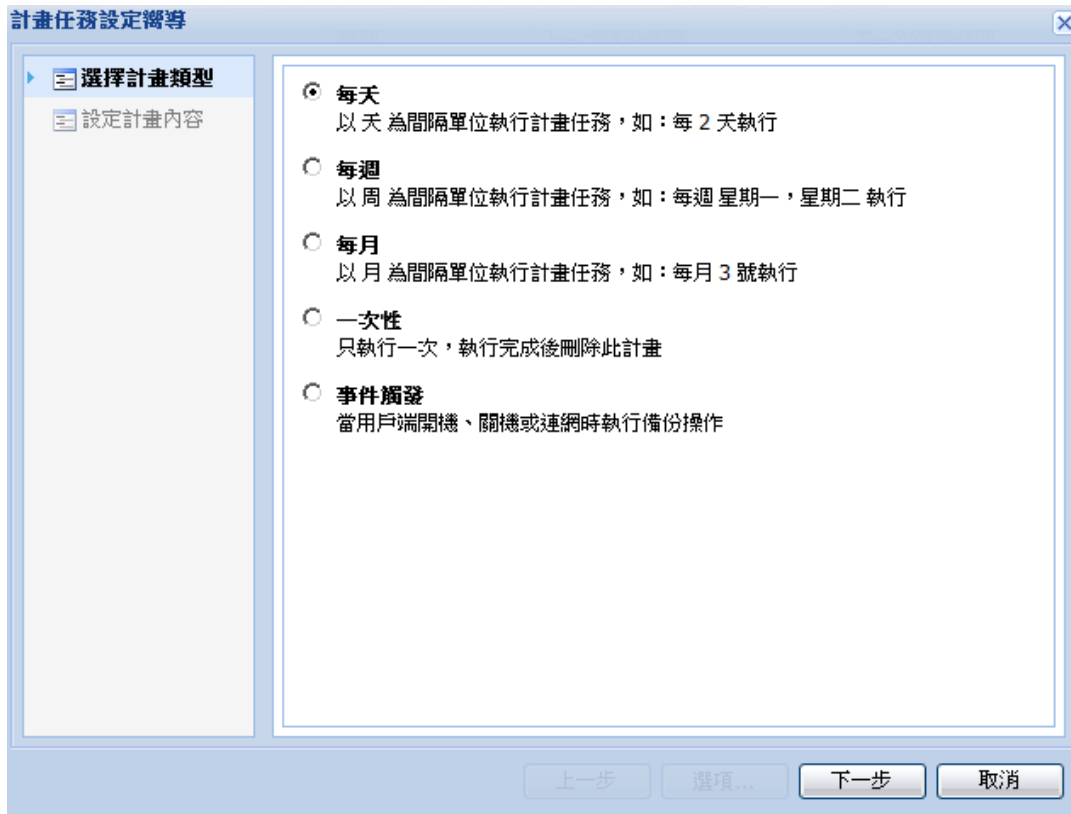 計畫任務設定嚮導
選擇計畫類型
設定計畫內容
每天
以 天 為間隔單位執行計畫任務，如：每 2 天執行
每週
以 周 為間隔單位執行計畫任務，如：每週 星期一，星期二 執行
每月
以 月 為間隔單位執行計畫任務，如：每月 3 號執行
一次性
只執行一次，執行完成後刪除此計畫
事件觸發
當用戶端開機、關機或連網時執行備份操作
上一步
選項...
下一步
取消